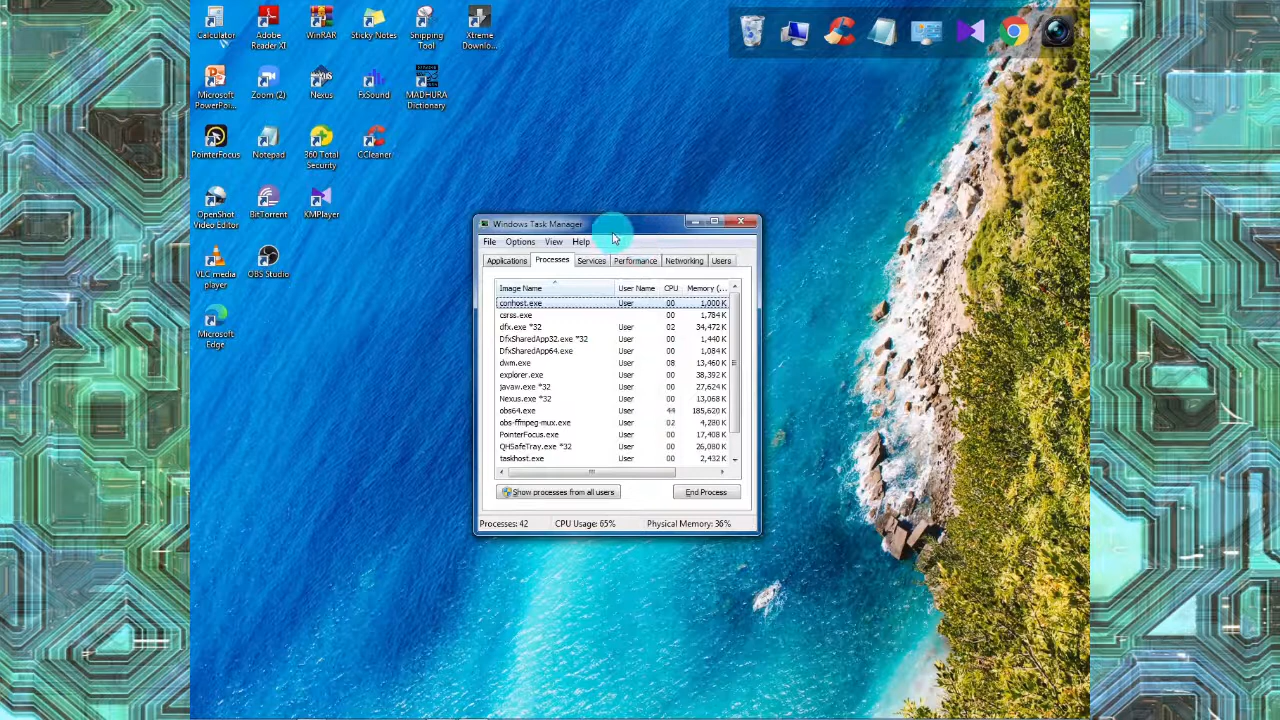 Calculator
Adobe
Reader XI
WinRAR
Sticky Notes
Snipping
Tool
Xtreme
Downlo...
Microsoft
PowerPoi...
Zoom (2)
Nexus
FxSound
MADHURA
Dictionary
PointerFocus
Notepad
360 Total
Security
CCleaner
OpenShot
Video Editor
BitTorrent
KMPlayer
VLC media
player
OBS Studio
Microsoft
Edge
Windows Task Manager
File Options View Help
Applications Processes Services Performance Networking Users
Image Name User Name CPU Memory (...
conhost.exe User 00 1,000 K
csrss.exe 00 1,784 K
dfx.exe *32 User 02 34,472 K
DfxSharedApp32.exe *32 User 00 1,440 K
DfxSharedApp64.exe User 00 1,084 K
dwm.exe User 08 13,460 K
explorer.exe User 00 38,392 K
javaw.exe *32 User 00 27,624 K
Nexus.exe *32 User 00 13,068 K
obs64.exe User 44 185,620 K
obs-ffmpeg-mux.exe User 02 4,280 K
PointerFocus.exe User 00 17,408 K
QHSafeTray.exe *32 User 00 26,080 K
taskhost.exe User 00 2,432 K
Show processes from all users End Process
Processes: 42 CPU Usage: 65% Physical Memory: 36%